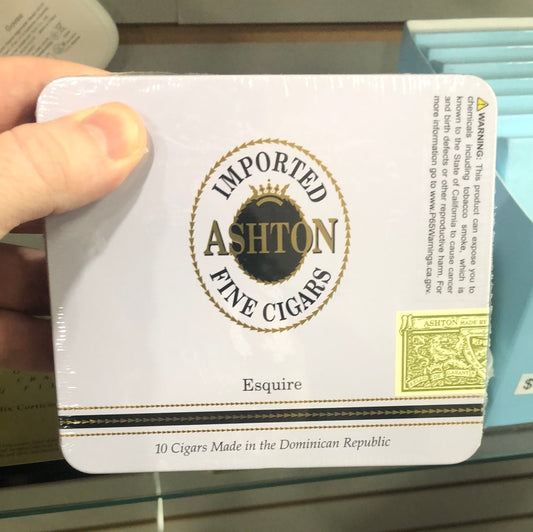 IMPORTED
ASHTON
FINE CIGARS
Esquire
10 Cigars Made in the Dominican Republic
WARNING: This product can expose you to
chemicals including tobacco smoke, which is
known to the State of California to cause cancer
and birth defects or other reproductive harm. For
more information go to www.P65Warnings.ca.gov.
ASHTON MADE BY
$